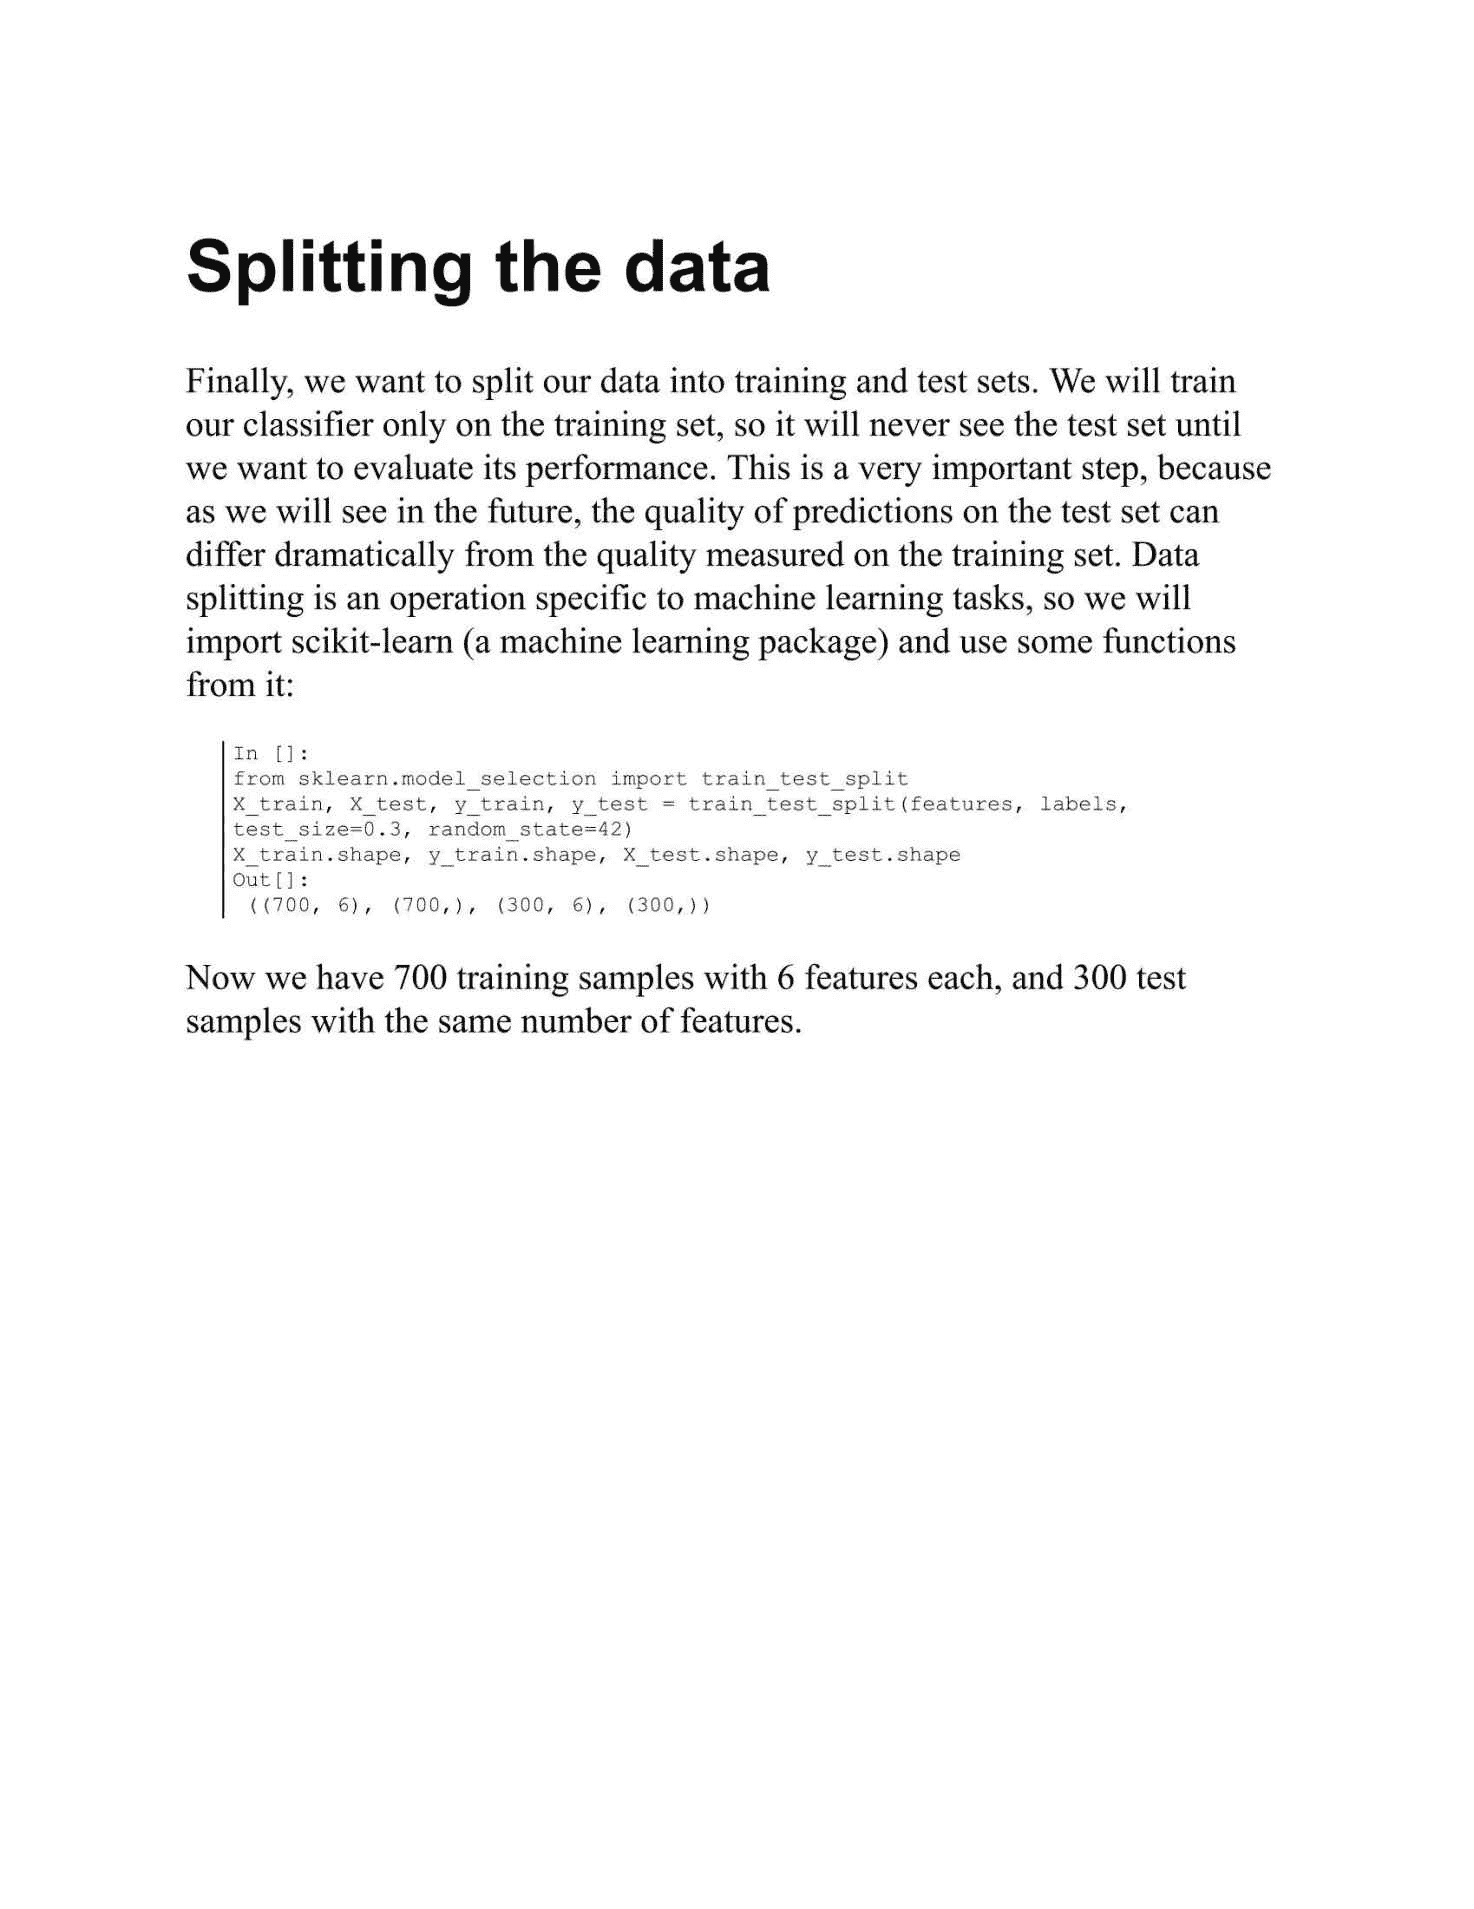 Splitting the data
Finally, we want to split our data into training and test sets. We will train
our classifier only on the training set, so it will never see the test set until
we want to evaluate its performance. This is a very important step, because
as we will see in the future, the quality of predictions on the test set can
differ dramatically from the quality measured on the training set. Data
splitting is an operation specific to machine learning tasks, so we will
import scikit-learn (a machine learning package) and use some functions
from it:
In []:
from sklearn.model_selection import train_test_split
X_train, X_test, y_train, y_test = train_test_split(features, labels,
test_size=0.3, random_state=42)
X_train.shape, y_train.shape, X_test.shape, y_test.shape
Out[]:
((700, 6), (700,), (300, 6), (300,))
Now we have 700 training samples with 6 features each, and 300 test
samples with the same number of features.